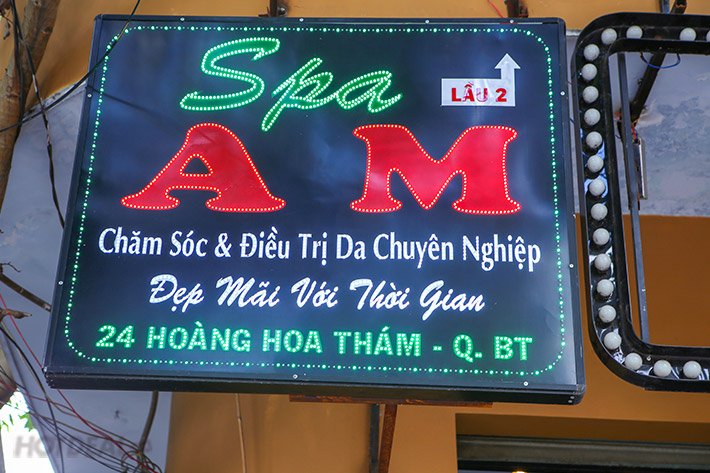 Spa
LẦU 2
A M
Chăm Sóc & Điều Trị Da Chuyên Nghiệp
Đẹp Mãi Với Thời Gian
24 HOÀNG HOA THÁM - Q. BT